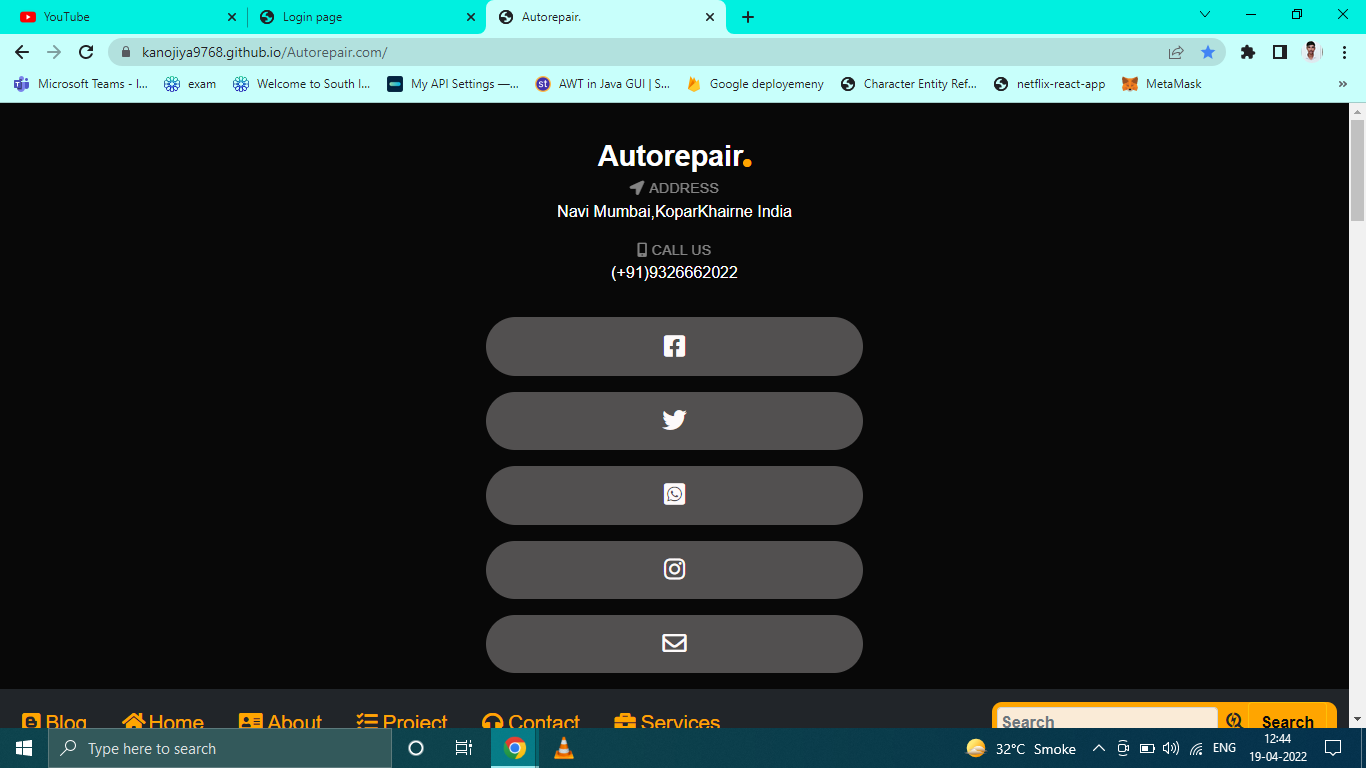 YouTube
Login page
Autorepair.
kanojiya9768.github.io/Autorepair.com/
Microsoft Teams - I...
exam
Welcome to South I...
My API Settings —...
st
AWT in Java GUI | S...
Google deployemeny
Character Entity Ref...
netflix-react-app
MetaMask
»
Autorepair.
ADDRESS
Navi Mumbai,KoparKhairne India
CALL US
(+91)9326662022
Blog
Home
About
Project
Contact
Services
Search
Search
Type here to search
32°C Smoke
ENG
12:44
19-04-2022